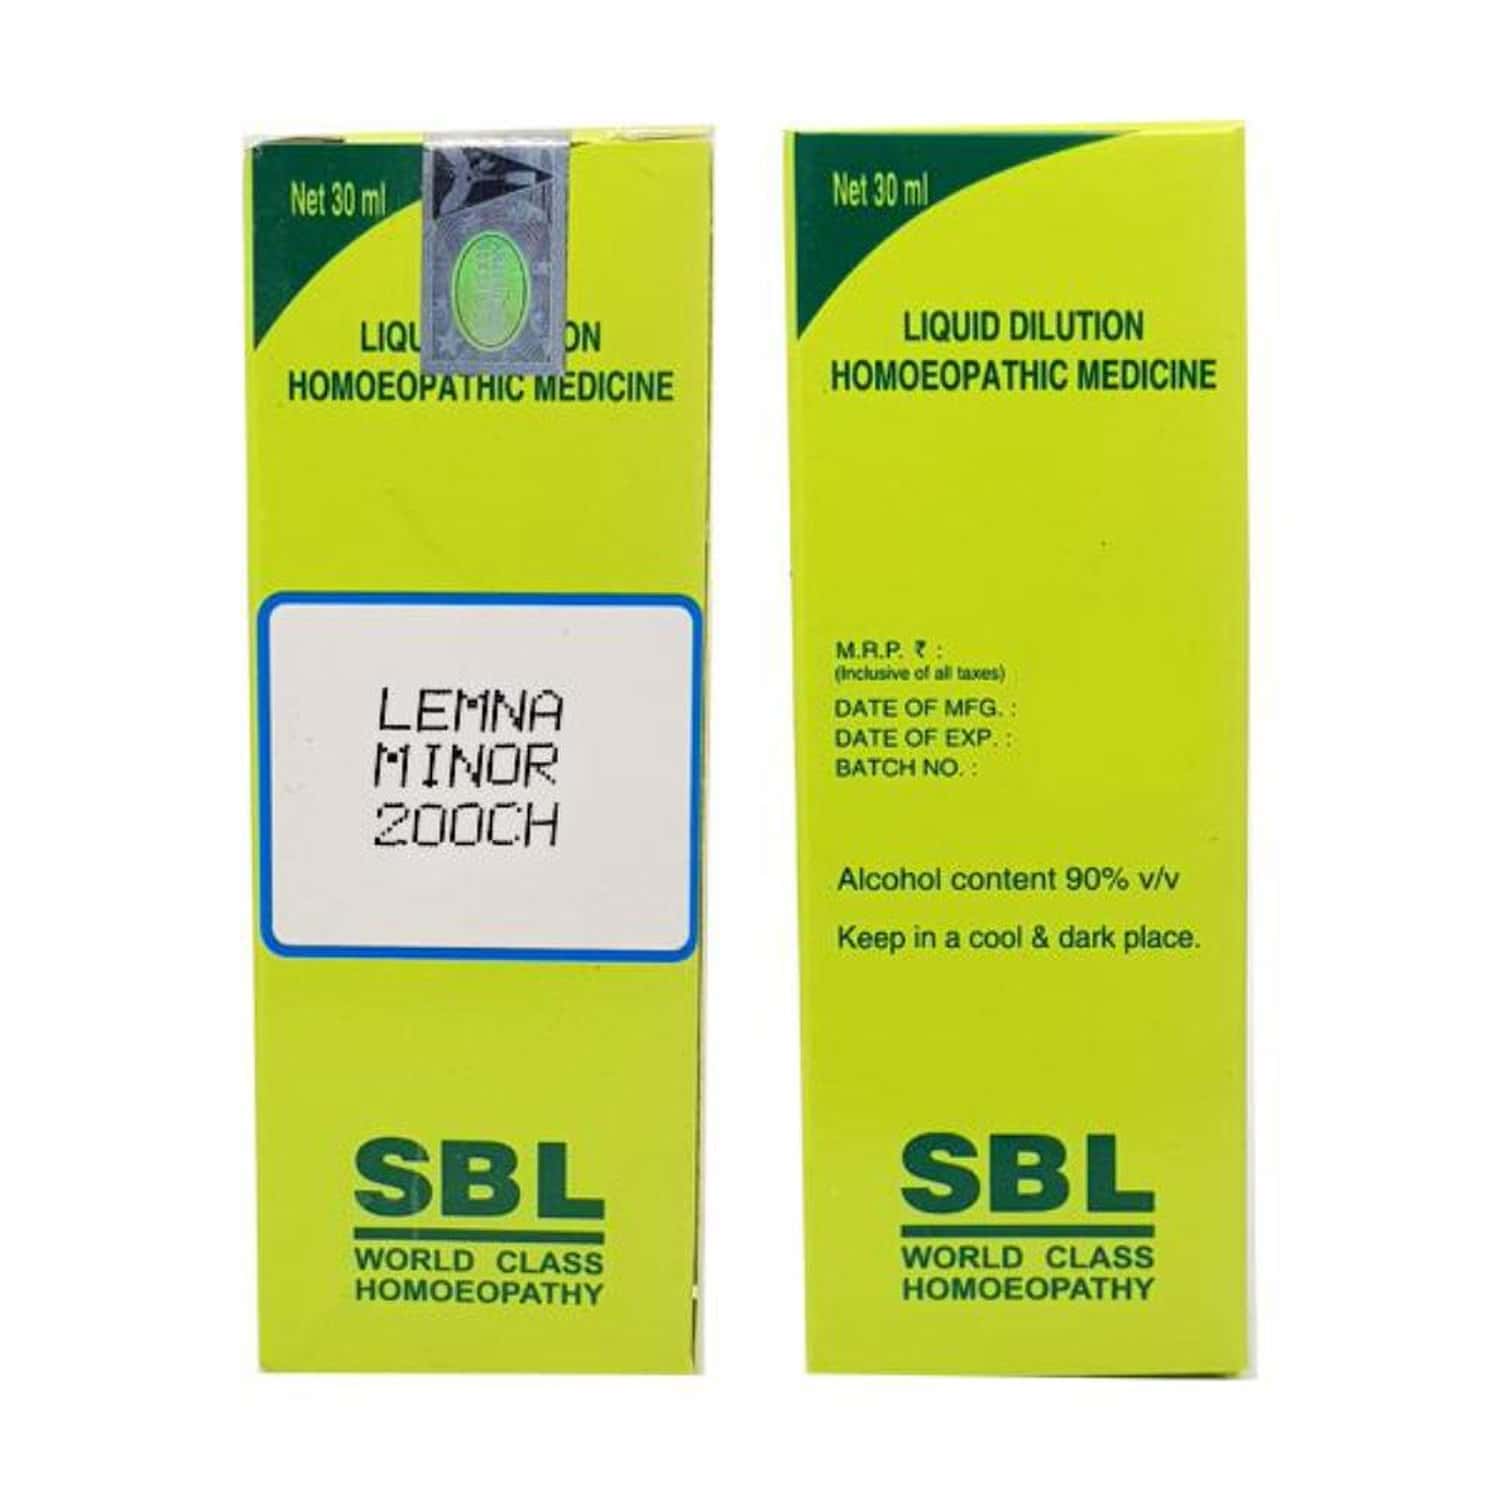 Net 30 ml
HOMOEOPATHIC MEDICINE
LEMNA
MINOR
200CH
SBL
WORLD CLASS
HOMOEOPATHY
Net 30 ml
LIQUID DILUTION
HOMOEOPATHIC MEDICINE
M.R.P. ₹ :
(Inclusive of all taxes)
DATE OF MFG. :
DATE OF EXP. :
BATCH NO. :
Alcohol content 90% v/v
Keep in a cool & dark place.
SBL
WORLD CLASS
HOMOEOPATHY